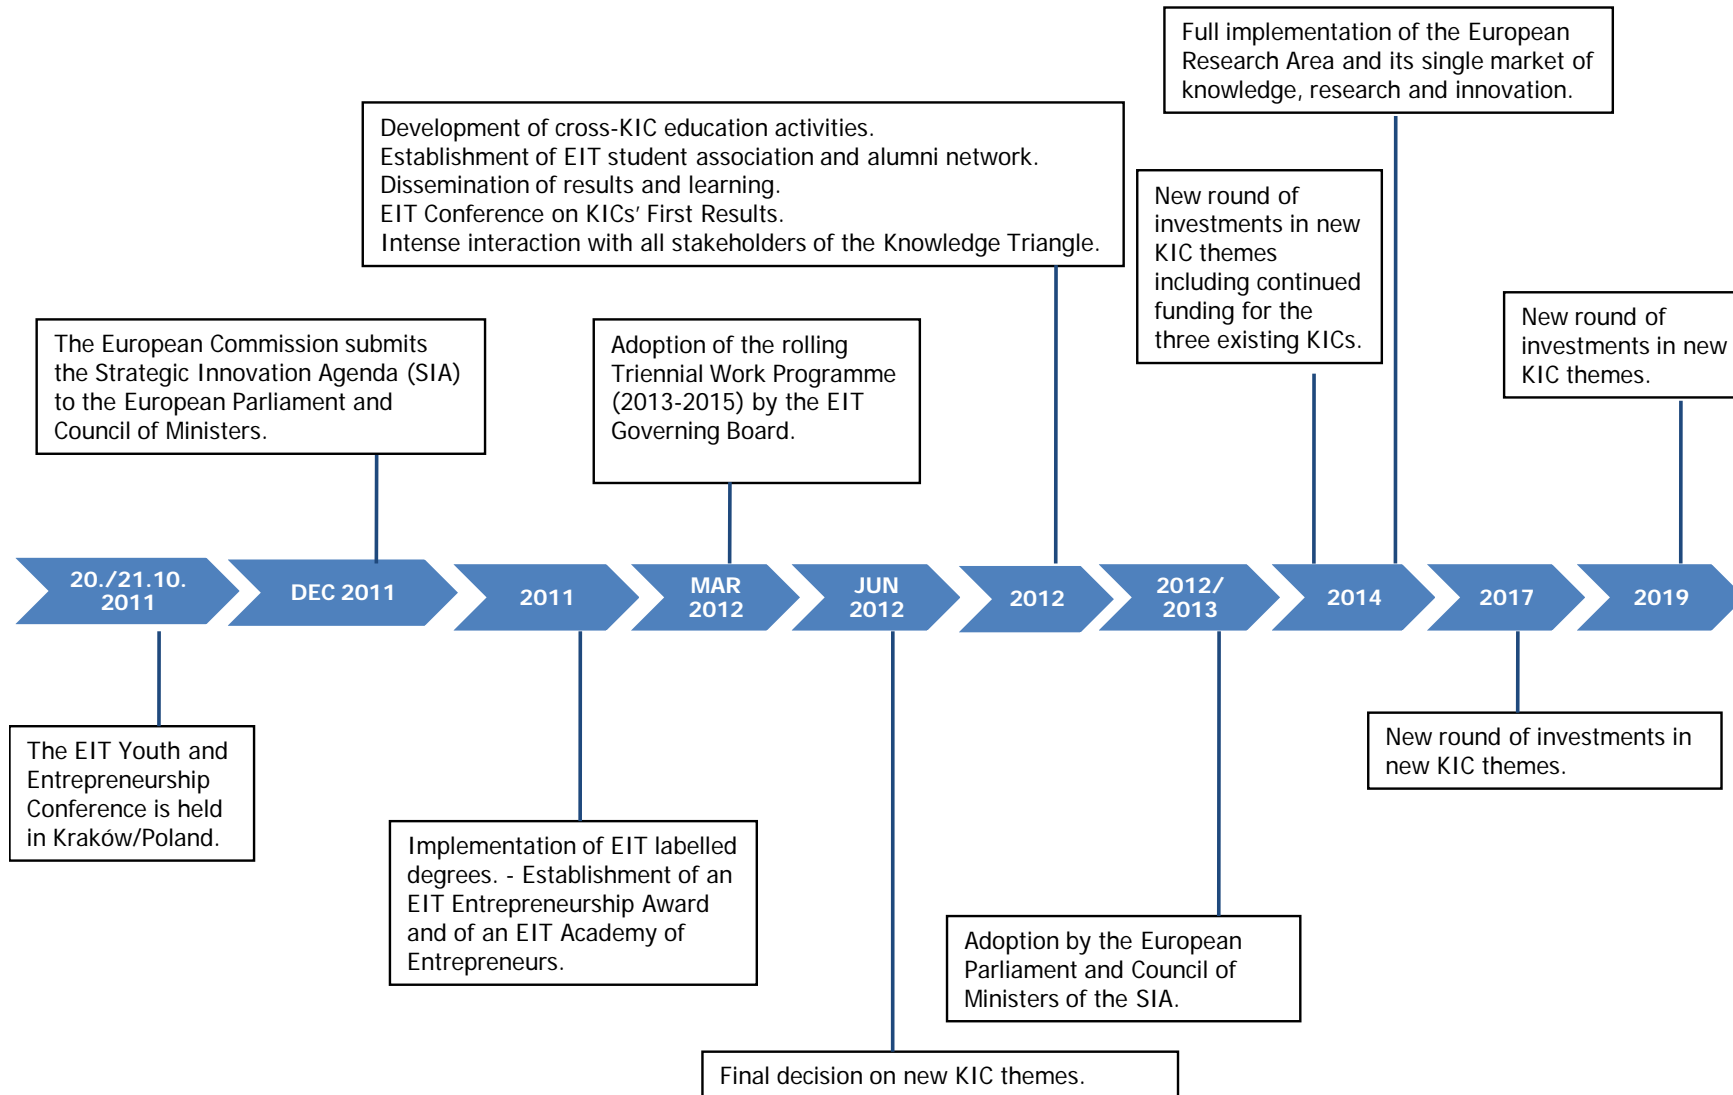 Full implementation of the European
Research Area and its single market of
knowledge, research and innovation.
Development of cross-KIC education activities.
Establishment of EIT student association and alumni network.
Dissemination of results and learning.
EIT Conference on KICs' First Results.
Intense interaction with all stakeholders of the Knowledge Triangle.
New round of
investments in new
KIC themes
including continued
funding for the
three existing KICs.
New round of
investments in new
KIC themes.
The European Commission submits
the Strategic Innovation Agenda (SIA)
to the European Parliament and
Council of Ministers.
Adoption of the rolling
Triennial Work Programme
(2013-2015) by the EIT
Governing Board.
20./21.10.
2011
DEC 2011
2011
MAR
2012
JUN
2012
2012
2012/
2013
2014
2017
2019
The EIT Youth and
Entrepreneurship
Conference is held
in Kraków/Poland.
New round of investments in
new KIC themes.
Implementation of EIT labelled
degrees. - Establishment of an
EIT Entrepreneurship Award
and of an EIT Academy of
Entrepreneurs.
Adoption by the European
Parliament and Council of
Ministers of the SIA.
Final decision on new KIC themes.